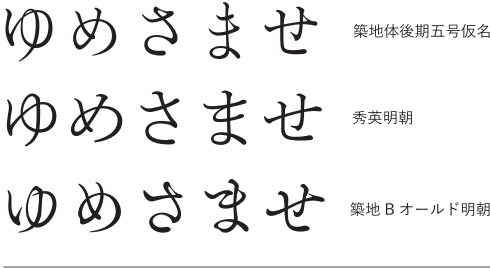 ゆめさませ 築地体後期五号仮名
ゆめさませ 秀英明朝
ゆめさませ 築地Bオールド明朝